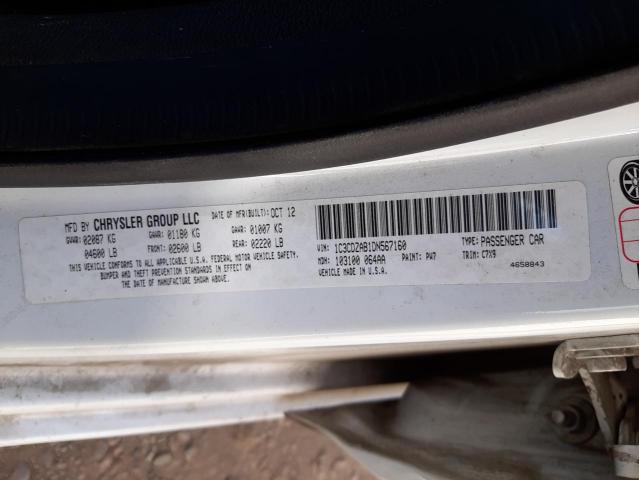 MFD BY CHRYSLER GROUP LLC DATE OF MFR(BUILT): OCT 12
GVWR: 02087 KG GAWR: 01180 KG GAWR: 01007 KG
04600 LB FRONT: 02600 LB REAR: 02220 LB
THIS VEHICLE CONFORMS TO ALL APPLICABLE U.S.A. FEDERAL MOTOR VEHICLE SAFETY,
BUMPER AND THEFT PREVENTION STANDARDS IN EFFECT ON
THE DATE OF MANUFACTURE SHOWN ABOVE.
VIN: 1C3CDZAB1DN567160 TYPE: PASSENGER CAR
MDH: 103100 064AA PAINT: PW7 TRIM: C7X9
MADE IN U.S.A. 4658843